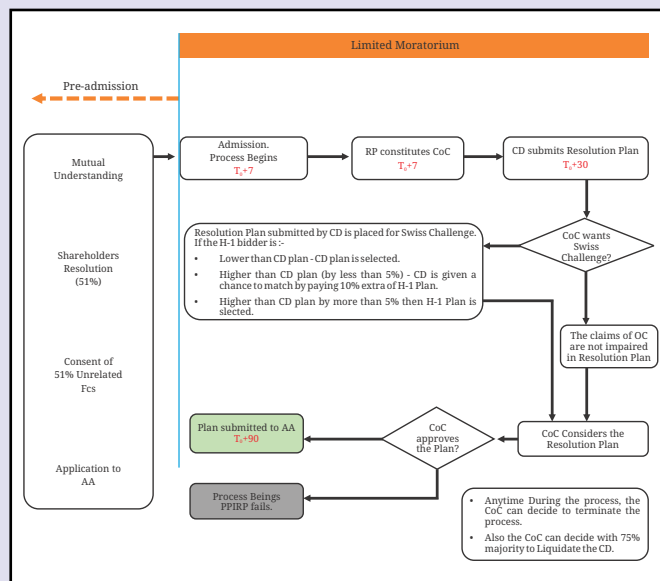 Limited Moratorium
Pre-admission
Mutual
Understanding
Shareholders
Resolution
(51%)
Consent of
51% Unrelated
Fcs
Application to
AA
Admission.
Process Begins
T₀+7
RP constitutes CoC
T₀+7
CD submits Resolution Plan
T₀+30
CoC wants
Swiss
Challenge?
Resolution Plan submitted by CD is placed for Swiss Challenge.
If the H-1 bidder is :-
▪ Lower than CD plan - CD plan is selected.
▪ Higher than CD plan (by less than 5%) - CD is given a
chance to match by paying 10% extra of H-1 Plan.
▪ Higher than CD plan by more than 5% then H-1 Plan is
slected.
The claims of OC
are not impaired
in Resolution Plan
CoC Considers the
Resolution Plan
CoC
approves
the Plan?
Plan submitted to AA
T₀+90
Process Beings
PPIRP fails.
• Anytime During the process, the
CoC can decide to terminate the
process.
• Also the CoC can decide with 75%
majority to Liquidate the CD.